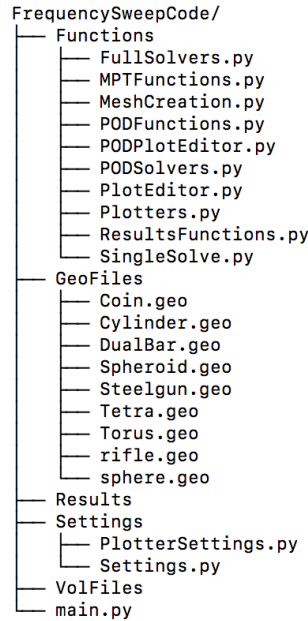 FrequencySweepCode/
├── Functions
│   ├── FullSolvers.py
│   ├── MPTFunctions.py
│   ├── MeshCreation.py
│   ├── PODFunctions.py
│   ├── PODPlotEditor.py
│   ├── PODSolvers.py
│   ├── PlotEditor.py
│   ├── Plotters.py
│   ├── ResultsFunctions.py
│   └── SingleSolve.py
├── GeoFiles
│   ├── Coin.geo
│   ├── Cylinder.geo
│   ├── DualBar.geo
│   ├── Spheroid.geo
│   ├── Steelgun.geo
│   ├── Tetra.geo
│   ├── Torus.geo
│   ├── rifle.geo
│   └── sphere.geo
├── Results
├── Settings
│   ├── PlotterSettings.py
│   └── Settings.py
├── VolFiles
└── main.py